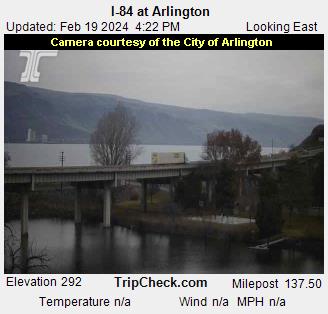 I-84 at Arlington
Updated: Feb 19 2024 4:22 PM Looking East
Camera courtesy of the City of Arlington
Elevation 292 TripCheck.com Milepost 137.50
Temperature n/a Wind n/a MPH n/a